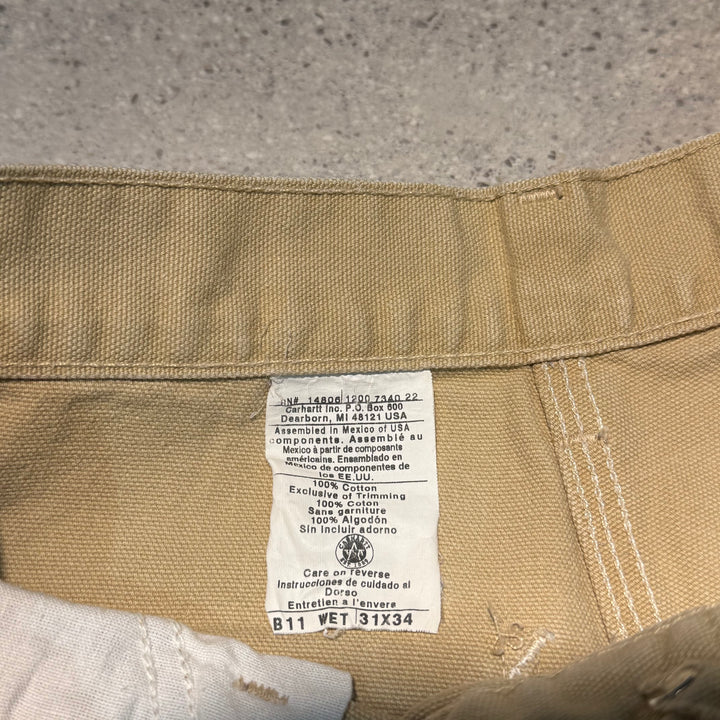 RN# 14806 1200 7340 22
Carhartt Inc. P.O. Box 600
Dearborn, MI 48121 USA
Assembled in Mexico of USA
components. Assemblé au
Mexico à partir de composants
américains. Ensamblado en
Mexico de componentes de
los EE.UU.
100% Cotton
Exclusive of Trimming
100% Coton
Sans garniture
100% Algodón
Sin incluir adorno
CARHARTT
Care on reverse
Instrucciones de cuidado al
Dorso
Entretien a l'envers
B11 WET 31X34